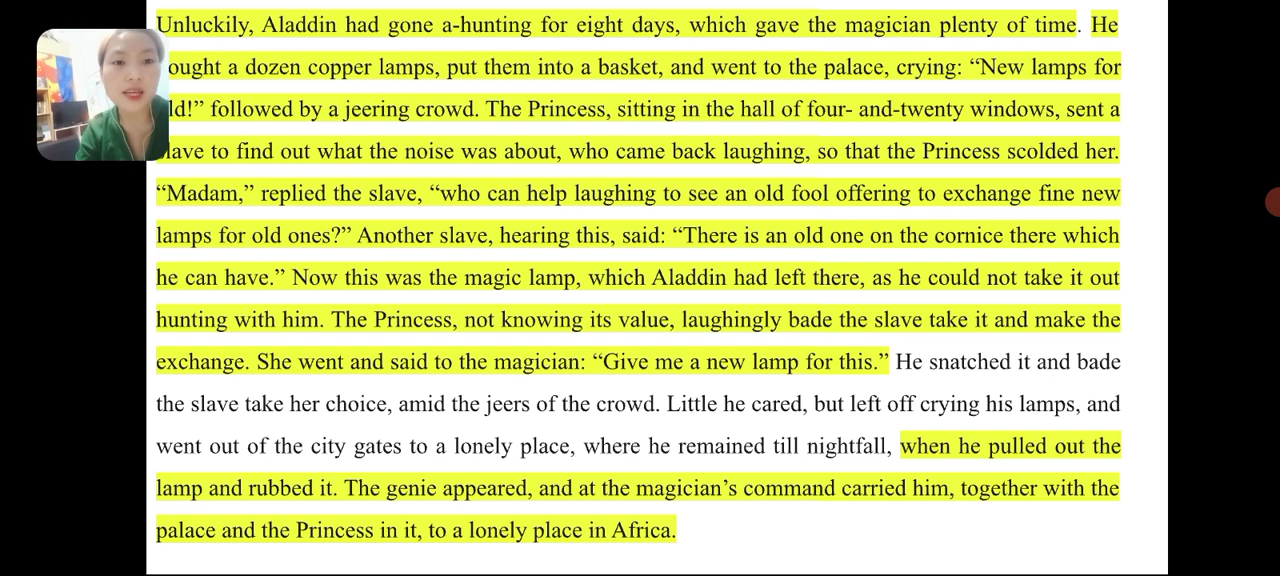 Unluckily, Aladdin had gone a-hunting for eight days, which gave the magician plenty of time. He
ought a dozen copper lamps, put them into a basket, and went to the palace, crying: “New lamps for
ld!” followed by a jeering crowd. The Princess, sitting in the hall of four- and-twenty windows, sent a
lave to find out what the noise was about, who came back laughing, so that the Princess scolded her.
“Madam,” replied the slave, “who can help laughing to see an old fool offering to exchange fine new
lamps for old ones?” Another slave, hearing this, said: “There is an old one on the cornice there which
he can have.” Now this was the magic lamp, which Aladdin had left there, as he could not take it out
hunting with him. The Princess, not knowing its value, laughingly bade the slave take it and make the
exchange. She went and said to the magician: “Give me a new lamp for this.” He snatched it and bade
the slave take her choice, amid the jeers of the crowd. Little he cared, but left off crying his lamps, and
went out of the city gates to a lonely place, where he remained till nightfall, when he pulled out the
lamp and rubbed it. The genie appeared, and at the magician’s command carried him, together with the
palace and the Princess in it, to a lonely place in Africa.